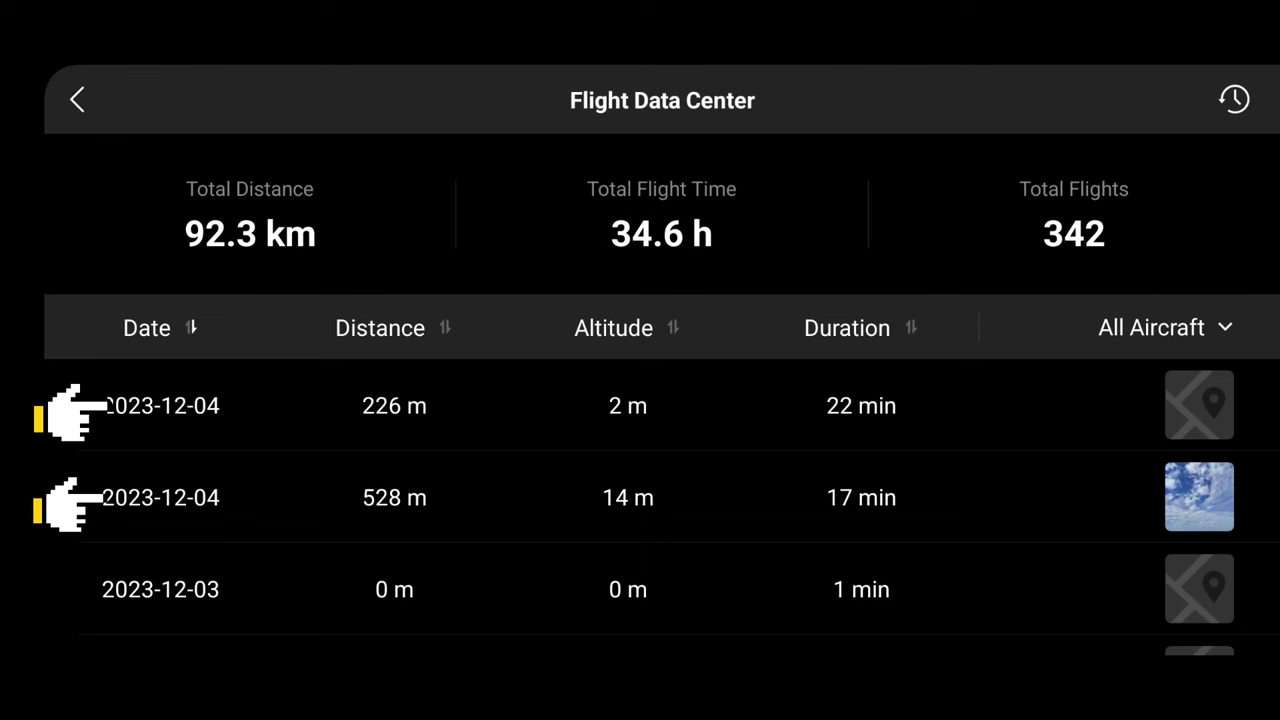 Flight Data Center
Total Distance Total Flight Time Total Flights
92.3 km 34.6 h 342
Date Distance Altitude Duration All Aircraft
2023-12-04 226 m 2 m 22 min
2023-12-04 528 m 14 m 17 min
2023-12-03 0 m 0 m 1 min